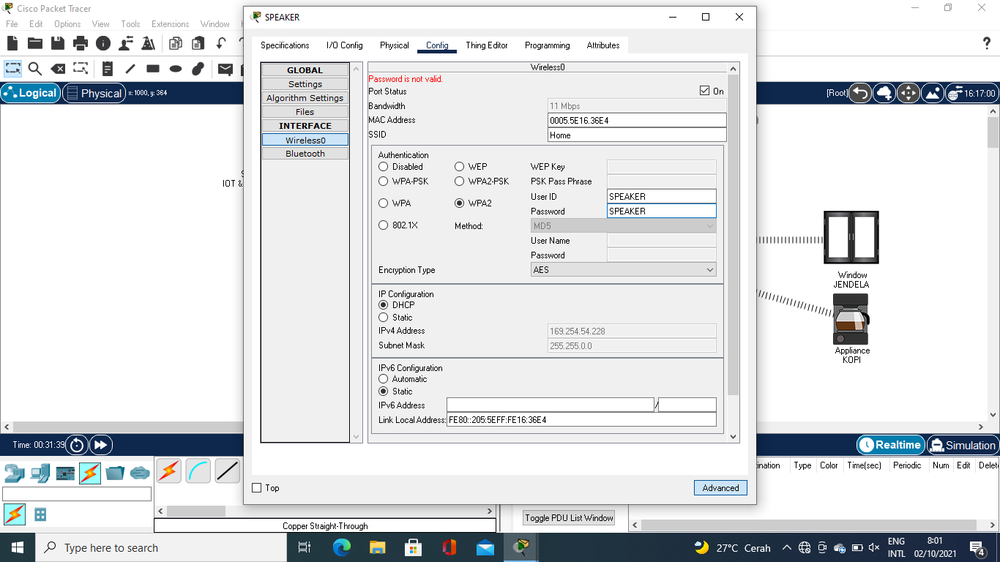 Cisco Packet Tracer
SPEAKER
File Edit Options View Tools Extensions Window
Specifications I/O Config Physical Config Thing Editor Programming Attributes
Logical Physical x: 1000, y: 364
[Root] 16:17:00
GLOBAL
Settings
Algorithm Settings
Files
INTERFACE
Wireless0
Bluetooth
Wireless0
Password is not valid.
Port Status On
Bandwidth 11 Mbps
MAC Address 0005.5E16.36E4
SSID Home
Authentication
Disabled WEP WEP Key
WPA-PSK WPA2-PSK PSK Pass Phrase
User ID SPEAKER
WPA WPA2
Password SPEAKER
802.1X Method: MD5
User Name
Password
Encryption Type AES
IP Configuration
DHCP
Static
IPv4 Address 169.254.54.228
Subnet Mask 255.255.0.0
IPv6 Configuration
Automatic
Static
IPv6 Address /
Link Local Address: FE80::205:5EFF:FE16:36E4
Top Advanced
IOT &
Window
JENDELA
Appliance
KOPI
Time: 00:31:39
Realtime Simulation
Type Color Time(sec) Periodic Num Edit
Copper Straight-Through
Toggle PDU List Window
Type here to search
27°C Cerah
ENG
INTL
8:01
02/10/2021
4